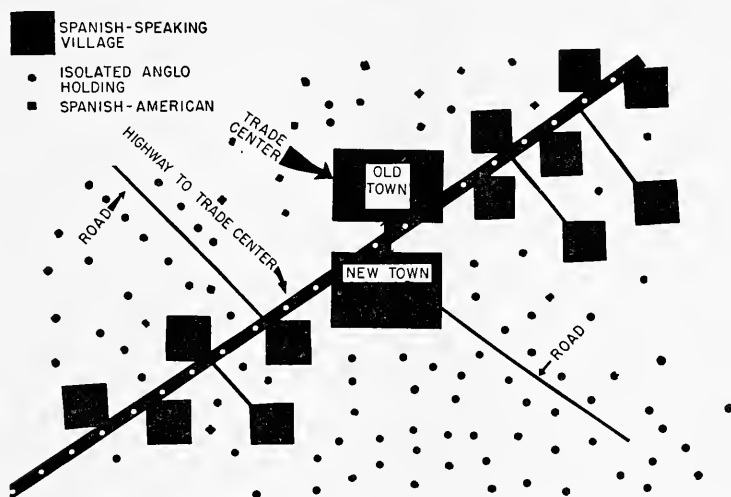 SPANISH-SPEAKING
VILLAGE
ISOLATED ANGLO
HOLDING
SPANISH-AMERICAN
TRADE
CENTER
HIGHWAY TO TRADE CENTER
ROAD
OLD
TOWN
NEW TOWN
ROAD